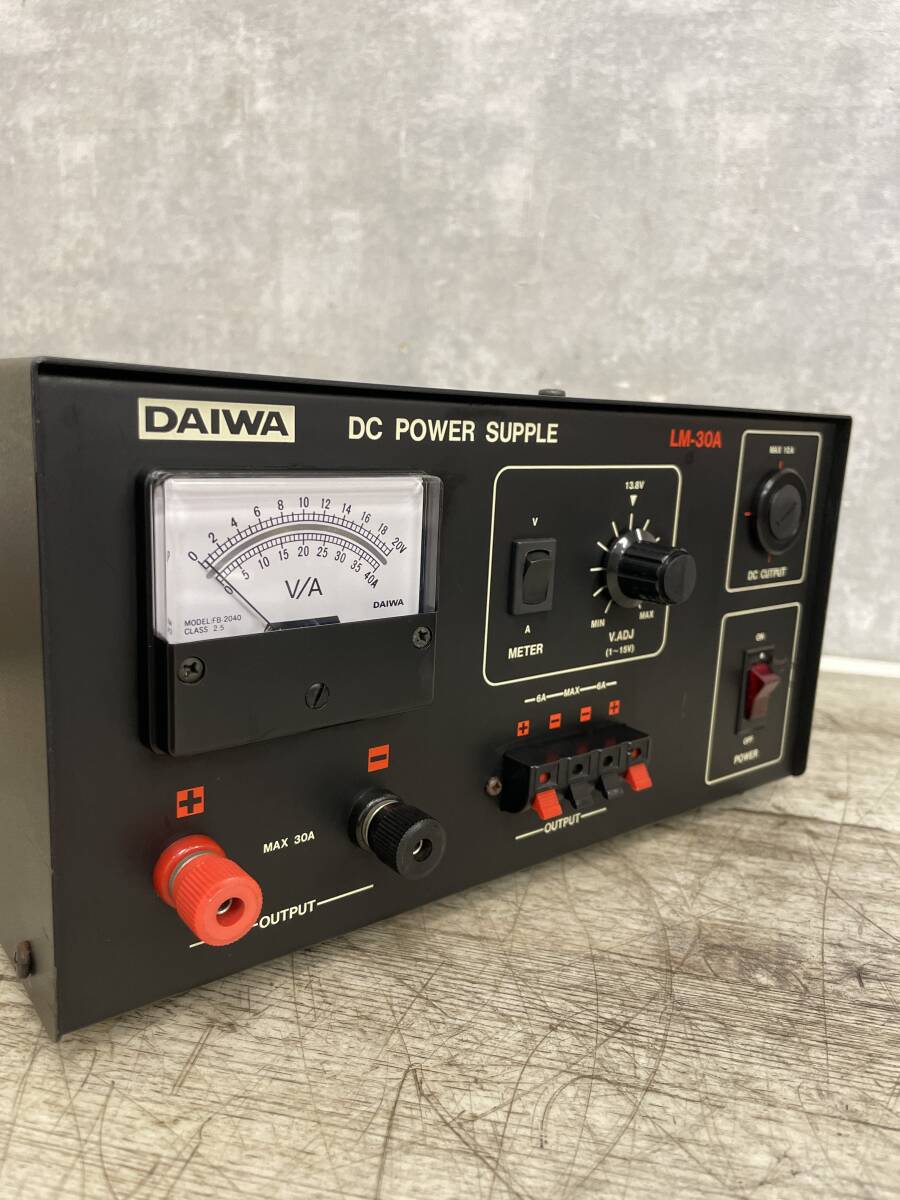 DAIWA
DC POWER SUPPLE
LM-30A
0 2 4 6 8 10 12 14 16 18 20V
0 5 10 15 20 25 30 35 40A
V/A
DAIWA
MODEL:FB-2040
CLASS 2.5
V
A
METER
13.8V
MIN
MAX
V.ADJ
(1~15V)
MAX 10A
DC OUTPUT
ON
OFF
POWER
6A MAX 6A
+ - - +
OUTPUT
+ -
MAX 30A
OUTPUT